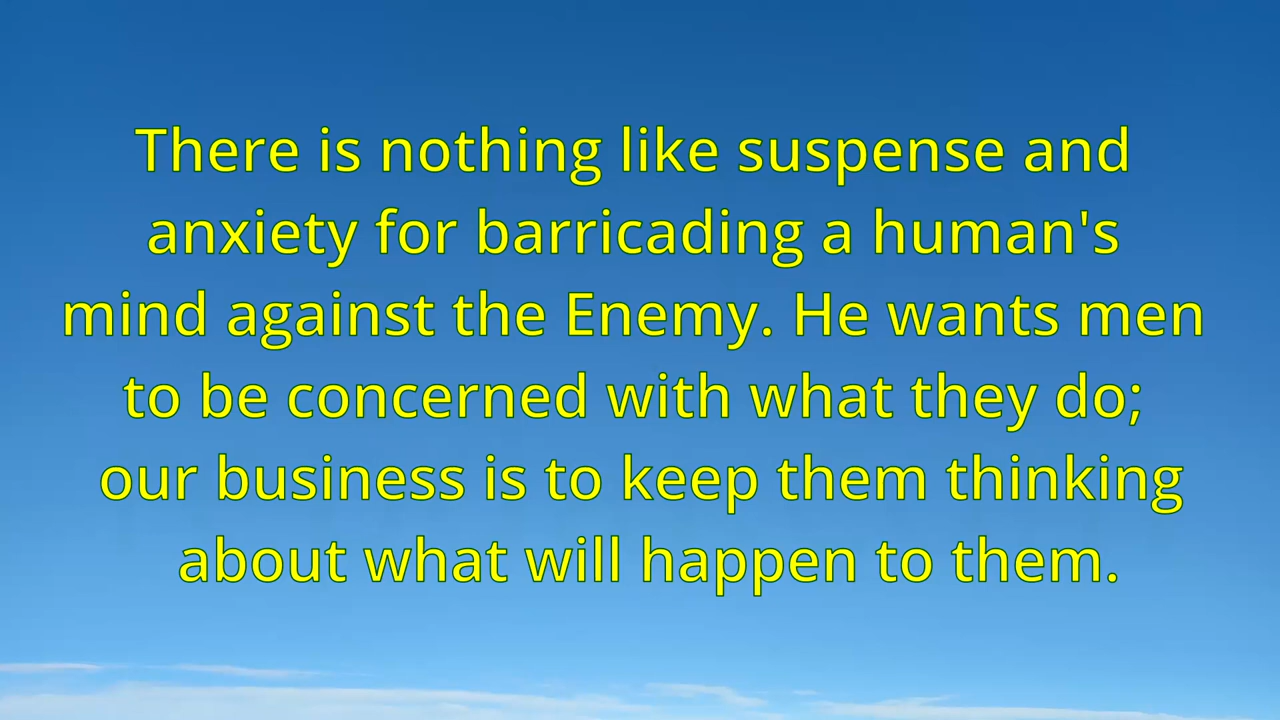 There is nothing like suspense and
anxiety for barricading a human's
mind against the Enemy. He wants men
to be concerned with what they do;
our business is to keep them thinking
about what will happen to them.